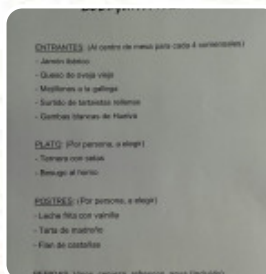 ENTRANTES: (Al centro de mesa para cada 4 comensales)
- Jamón ibérico
- Queso de oveja viejo
- Mejillones a la gallega
- Surtido de tartaletas rellenas
- Gambas blancas de Huelva
PLATO: (Por persona, a elegir)
- Ternera con setas
- Besugo al horno
POSTRES: (Por persona, a elegir)
- Leche frita con vainilla
- Tarta de madroño
- Flan de castañas